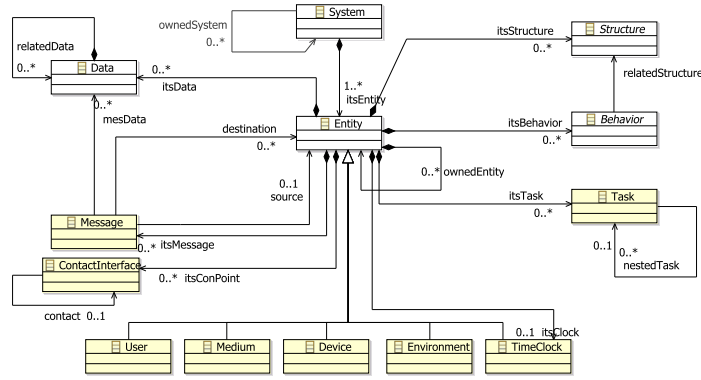 System
ownedSystem
0..*
itsStructure
Structure
0..*
relatedData
0..*
Data
0..*
itsData
1..*
itsEntity
relatedStructure
0..*
mesData
destination
0..*
Entity
itsBehavior
0..*
Behavior
0..*
ownedEntity
0..1
source
itsTask
0..*
Task
Message
0..*
itsMessage
0..1
0..*
nestedTask
ContactInterface
0..*
itsConPoint
contact
0..1
0..1
itsClock
User
Medium
Device
Environment
TimeClock